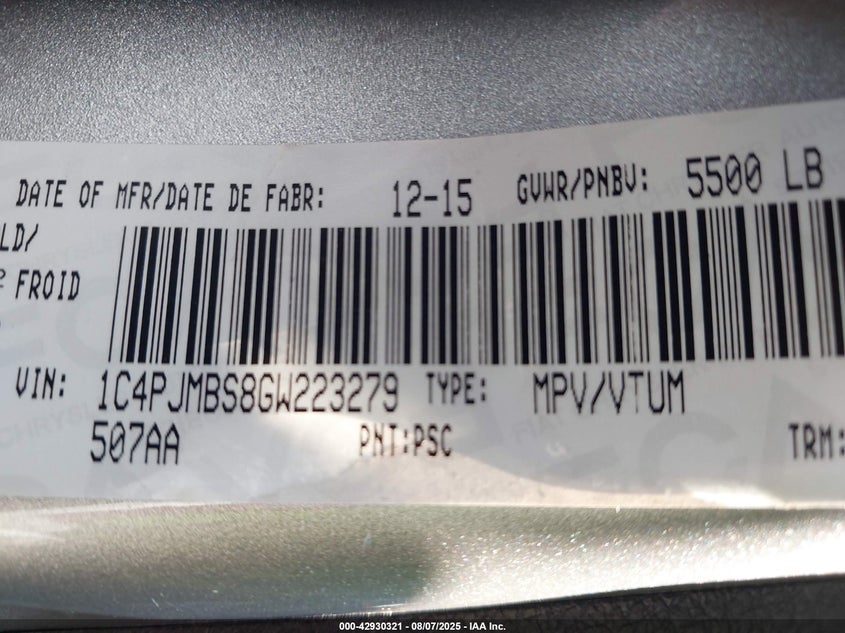 DATE OF MFR/DATE DE FABR: 12-15 GVWR/PNBV: 5500 LB
LD/
FROID
VIN: 1C4PJMBS8GW223279 TYPE: MPV/VTUM
507AA PNT:PSC TRM:
000-42930321 - 08/07/2025 - IAA Inc.